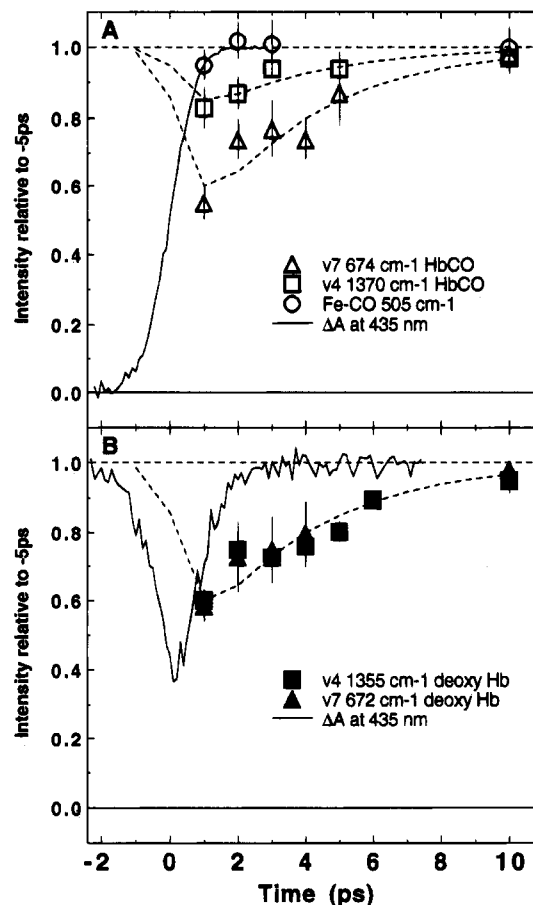 A
1.0
0.8
0.6
0.4
0.2
0.0
Intensity relative to -5ps
v7 674 cm-1 HbCO
v4 1370 cm-1 HbCO
Fe-CO 505 cm-1
ΔA at 435 nm
B
1.0
0.8
0.6
0.4
0.2
0.0
Intensity relative to -5ps
v4 1355 cm-1 deoxy Hb
v7 672 cm-1 deoxy Hb
ΔA at 435 nm
-2 0 2 4 6 8 10
Time (ps)